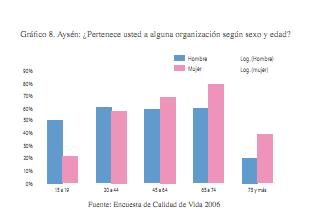 Gráfico 8. Aysén: ¿Pertenece usted a alguna organización según sexo y edad?
Hombre Log.(Hombre)
Mujer Log.(mujer)
90%
80%
70%
60%
50%
40%
30%
20%
10%
0%
15 a 19 20 a 44 45 a 64 65 a 74 75 y más
Fuente: Encuesta de Calidad de Vida 2006